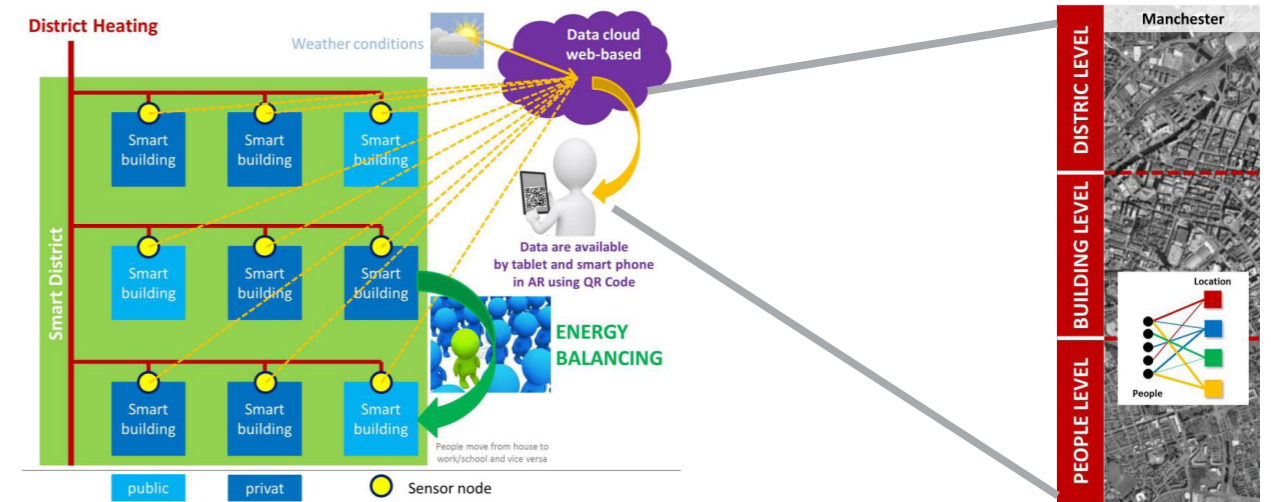 District Heating
Weather conditions
Data cloud
web-based
Smart
building
Smart
building
Smart
building
Smart
building
Smart
building
Smart
building
Smart
building
Smart
building
Smart
building
Smart District
Data are available
by tablet and smart phone
in AR using QR Code
ENERGY
BALANCING
People move from house to
work/school and vice versa
public
privat
Sensor node
Manchester
DISTRIC LEVEL
BUILDING LEVEL
PEOPLE LEVEL
Location
People